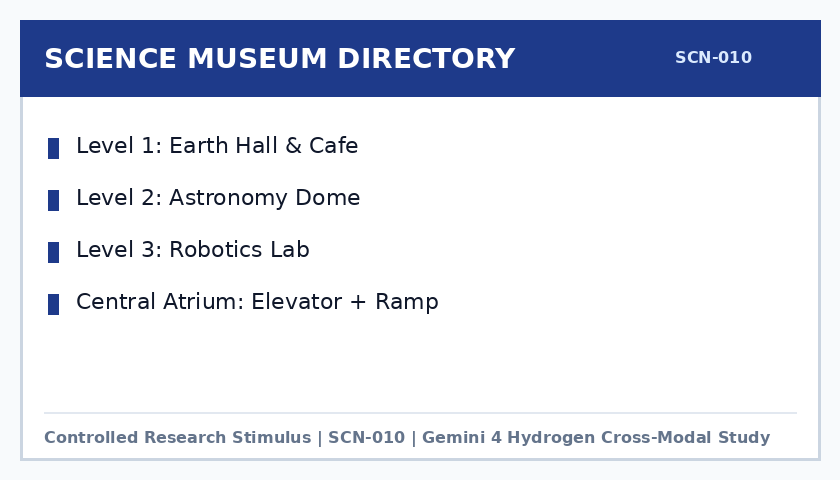 SCIENCE MUSEUM DIRECTORY SCN-010
Level 1: Earth Hall & Cafe
Level 2: Astronomy Dome
Level 3: Robotics Lab
Central Atrium: Elevator + Ramp
Controlled Research Stimulus | SCN-010 | Gemini 4 Hydrogen Cross-Modal Study